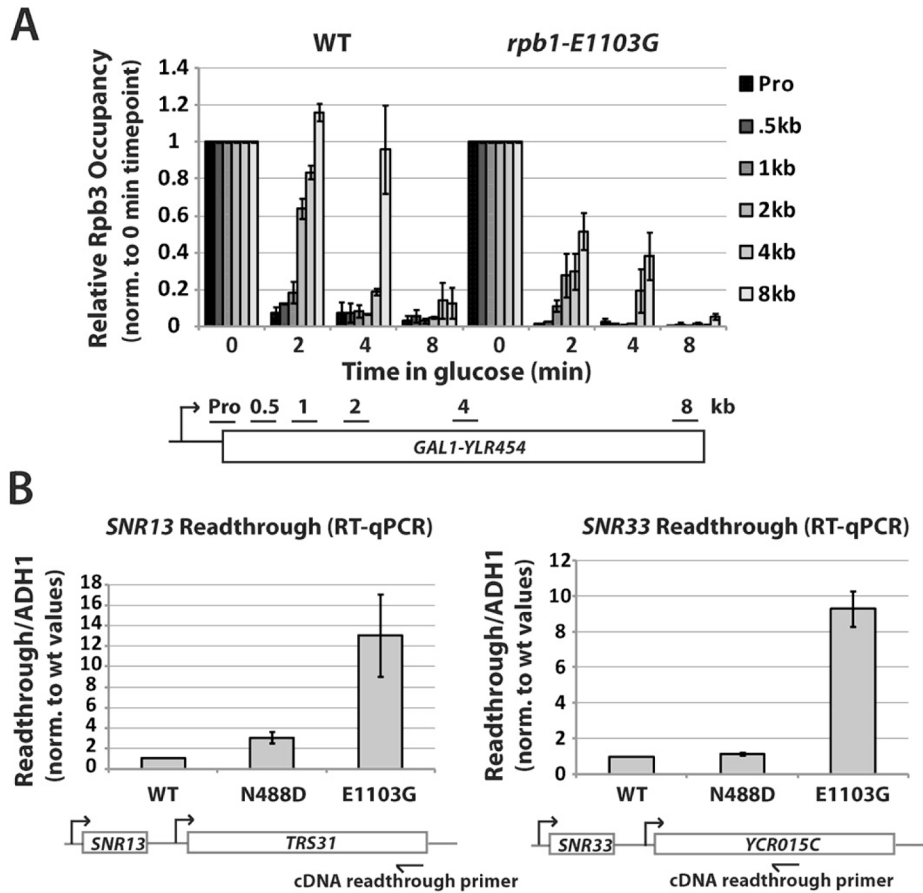 A
WT
rpb1-E1103G
Relative Rpb3 Occupancy
(norm. to 0 min timepoint)
1.4
1.2
1
0.8
0.6
0.4
0.2
0
0 2 4 8 0 2 4 8
Time in glucose (min)
Pro
.5kb
1kb
2kb
4kb
8kb
Pro 0.5 1 2 4 8 kb
GAL1-YLR454
B
SNR13 Readthrough (RT-qPCR)
Readthrough/ADH1
(norm. to wt values)
18
16
14
12
10
8
6
4
2
0
WT N488D E1103G
SNR13 TRS31
cDNA readthrough primer
SNR33 Readthrough (RT-qPCR)
Readthrough/ADH1
(norm. to wt values)
12
10
8
6
4
2
0
WT N488D E1103G
SNR33 YCR015C
cDNA readthrough primer